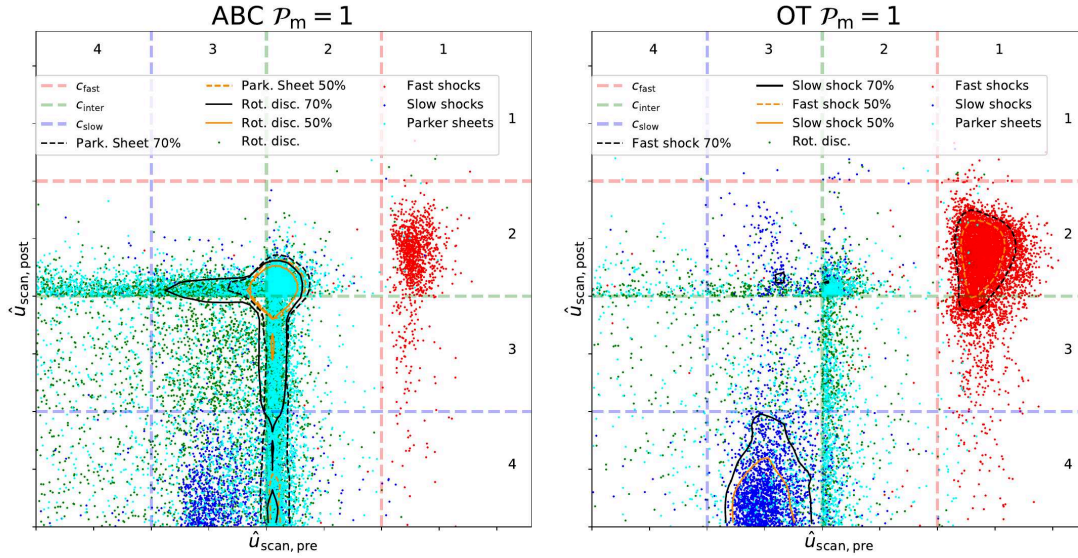 ABC 𝒫m = 1
4 3 2 1
c_fast
c_inter
c_slow
Park. Sheet 70%
Park. Sheet 50%
Rot. disc. 70%
Rot. disc. 50%
Rot. disc.
Fast shocks
Slow shocks
Parker sheets
1
2
3
4
û_scan, post
û_scan, pre
OT 𝒫m = 1
4 3 2 1
c_fast
c_inter
c_slow
Fast shock 70%
Slow shock 70%
Fast shock 50%
Slow shock 50%
Rot. disc.
Fast shocks
Slow shocks
Parker sheets
1
2
3
4
û_scan, post
û_scan, pre